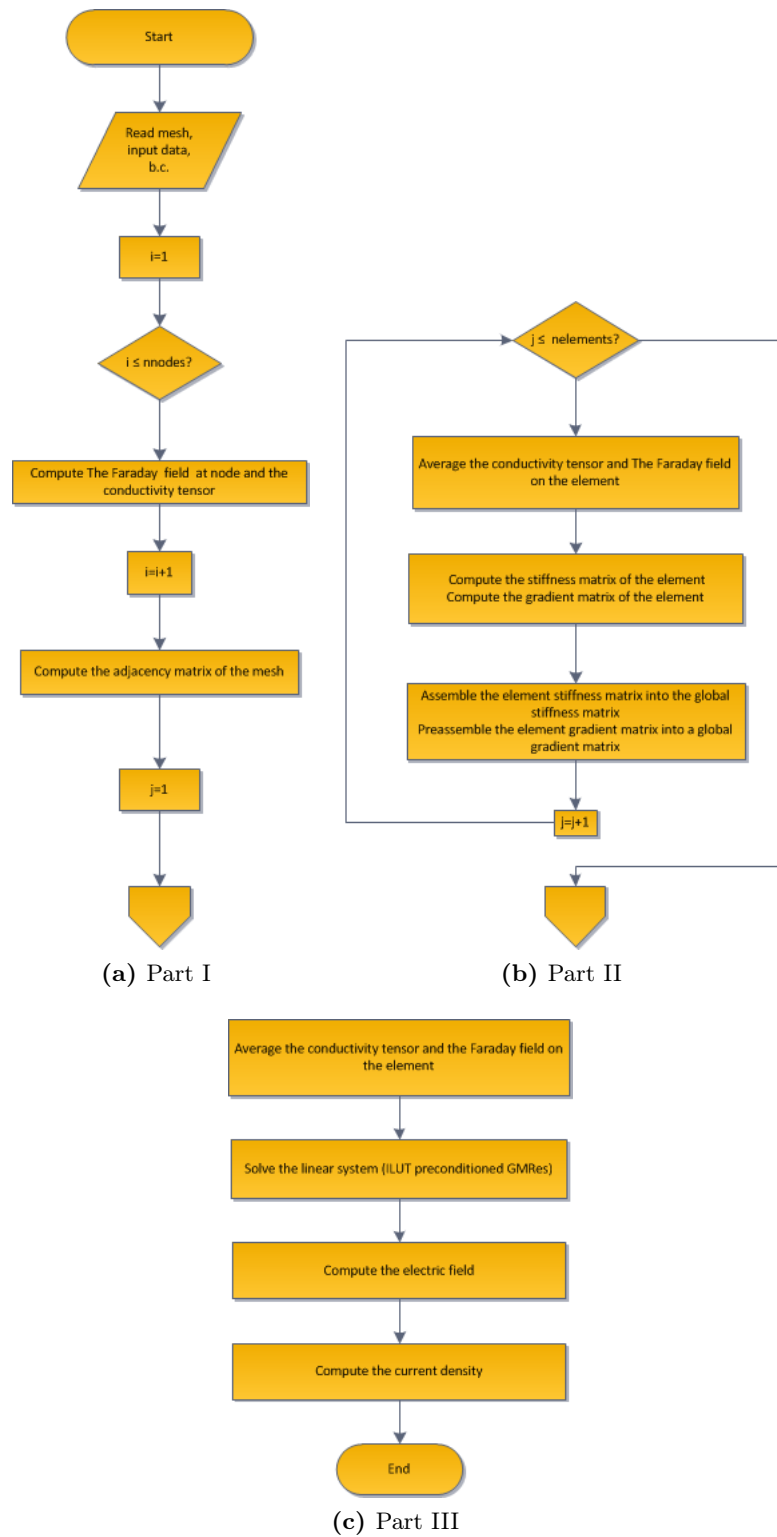 Start
Read mesh,
input data,
b.c.
i=1
i ≤ nnodes?
Compute The Faraday field at node and the
conductivity tensor
i=i+1
Compute the adjacency matrix of the mesh
j=1
(a) Part I
j ≤ nelements?
Average the conductivity tensor and The Faraday field
on the element
Compute the stiffness matrix of the element
Compute the gradient matrix of the element
Assemble the element stiffness matrix into the global
stiffness matrix
Preassemble the element gradient matrix into a global
gradient matrix
j=j+1
(b) Part II
Average the conductivity tensor and the Faraday field on
the element
Solve the linear system (ILUT preconditioned GMRes)
Compute the electric field
Compute the current density
End
(c) Part III